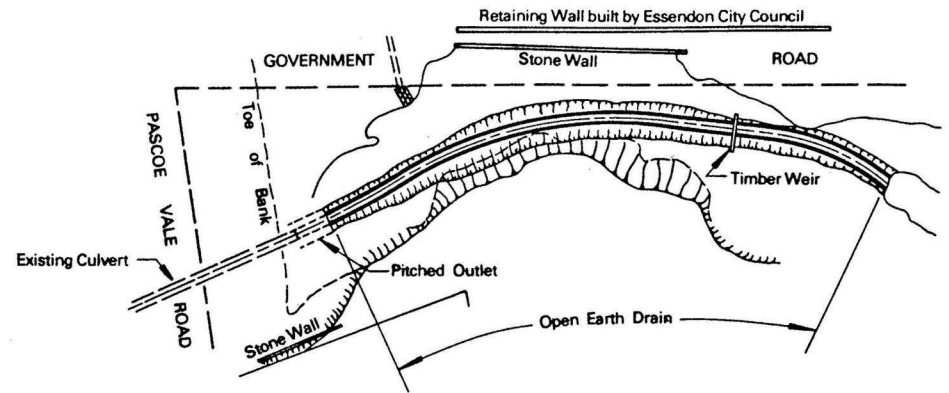 Retaining Wall built by Essendon City Council
Stone Wall
GOVERNMENT ROAD
PASCOE VALE ROAD
Toe of Bank
Timber Weir
Existing Culvert
Pitched Outlet
Open Earth Drain
Stone Wall